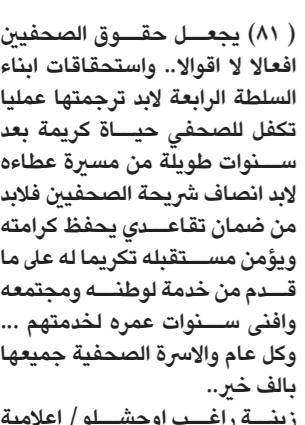 ( ٨١) يجعل حقوق الصحفيين
افعالا لا اقوالا.. واستحقاقات ابناء
السلطة الرابعة لابد ترجمتها عمليا
تكفل للصحفي حياة كريمة بعد
سنوات طويلة من مسيرة عطاءه
لابد انصاف شريحة الصحفيين فلابد
من ضمان تقاعدي يحفظ كرامته
ويؤمن مستقبله تكريما له على ما
قدم من خدمة لوطنه ومجتمعه
وافنى سنوات عمره لخدمتهم ...
وكل عام والاسرة الصحفية جميعها
بالف خير..
زينة راغب اوحشلو / اعلامية